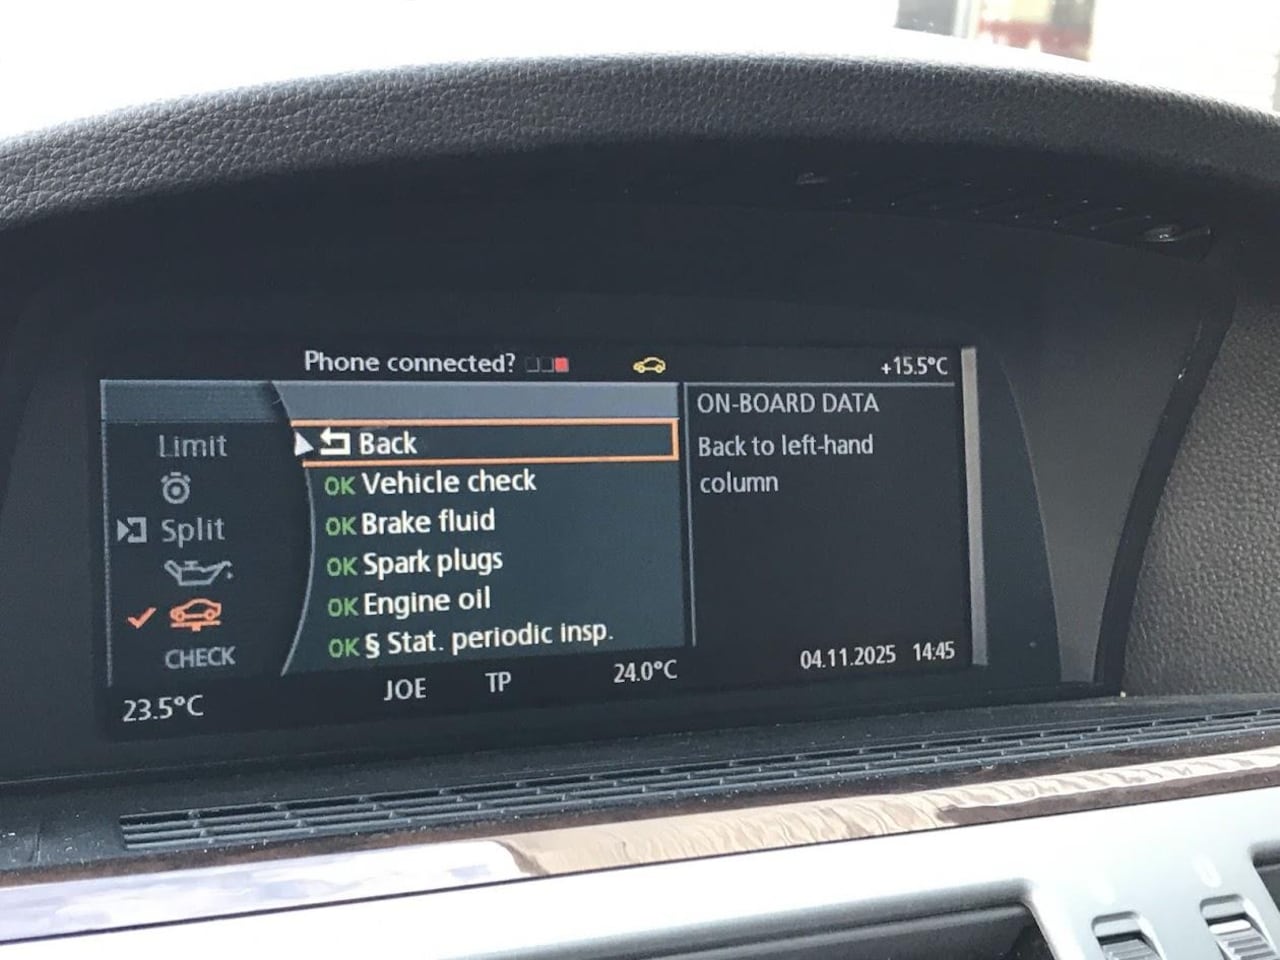 Phone connected?
+15.5°C
Limit
Split
CHECK
Back
OK Vehicle check
OK Brake fluid
OK Spark plugs
OK Engine oil
OK § Stat. periodic insp.
ON-BOARD DATA
Back to left-hand
column
23.5°C
JOE
TP
24.0°C
04.11.2025 14:45